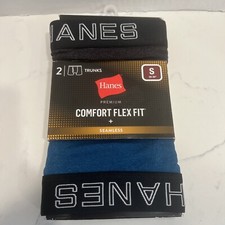 HANES
2 TRUNKS
Hanes
PREMIUM
S
COMFORT FLEX FIT
+
SEAMLESS
HANES